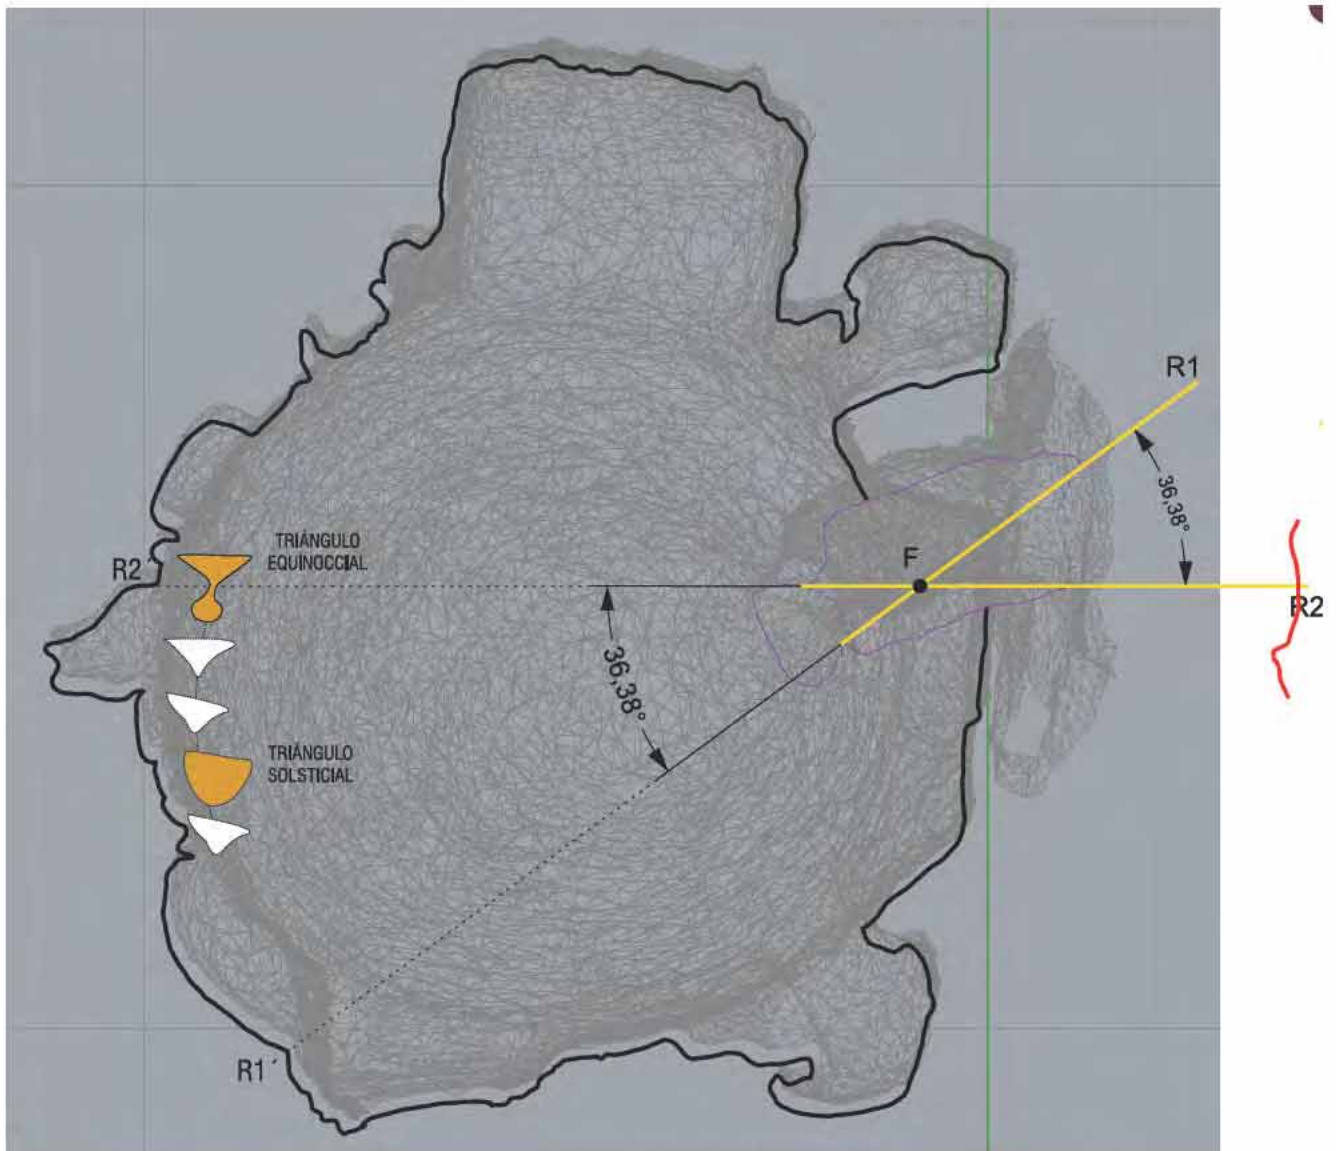 R1
36,38°
TRIÁNGULO
EQUINOCCIAL
F
R2´
R2
36,38°
TRIÁNGULO
SOLSTICIAL
R1´